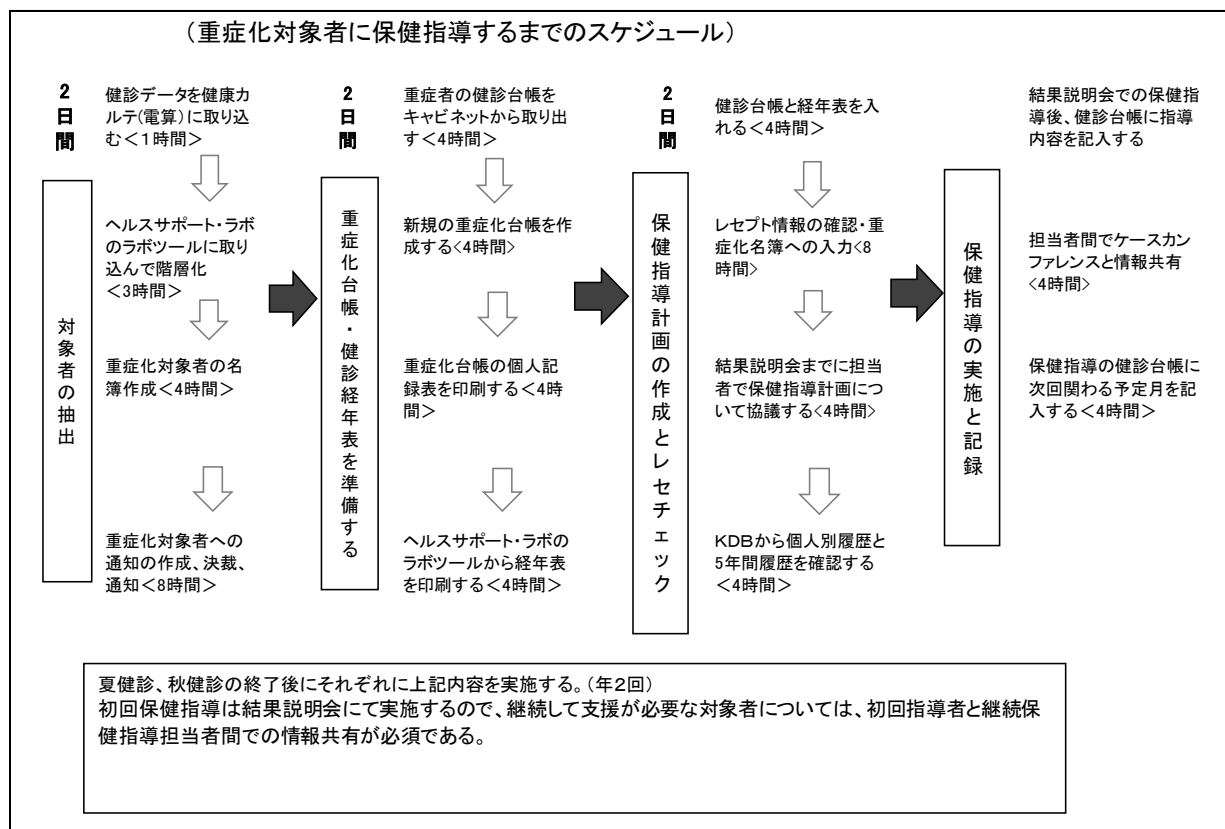 (重症化対象者に保健指導するまでのスケジュール)
2日間
健診データを健康カ
ルテ(電算)に取り込
む<1時間>
ヘルスサポート・ラボ
のラボツールに取り
込んで階層化
<3時間>
重症化対象者の名
簿作成<4時間>
重症化対象者への
通知の作成、決裁、
通知<8時間>
対象者の抽出
2日間
重症者の健診台帳を
キャビネットから取り出
す<4時間>
新規の重症化台帳を作
成する<4時間>
重症化台帳の個人記
録表を印刷する<4時
間>
ヘルスサポート・ラボの
ラボツールから経年表
を印刷する<4時間>
重症化台帳・健診経年表を準備する
2日間
健診台帳と経年表を入
れる<4時間>
レセプト情報の確認・重
症化名簿への入力<8
時間>
結果説明会までに担当
者で保健指導計画につい
て協議する<4時間>
KDBから個人別履歴と
5年間履歴を確認する
<4時間>
保健指導計画の作成とレセチェック
結果説明会での保健指
導後、健診台帳に指導
内容を記入する
担当者間でケースカン
ファレンスと情報共有
<4時間>
保健指導の健診台帳に
次回関わる予定月を記
入する<4時間>
保健指導の実施と記録
夏健診、秋健診の終了後にそれぞれに上記内容を実施する。(年2回)
初回保健指導は結果説明会にて実施するので、継続して支援が必要な対象者については、初回指導者と継続保
健指導担当者間での情報共有が必須である。